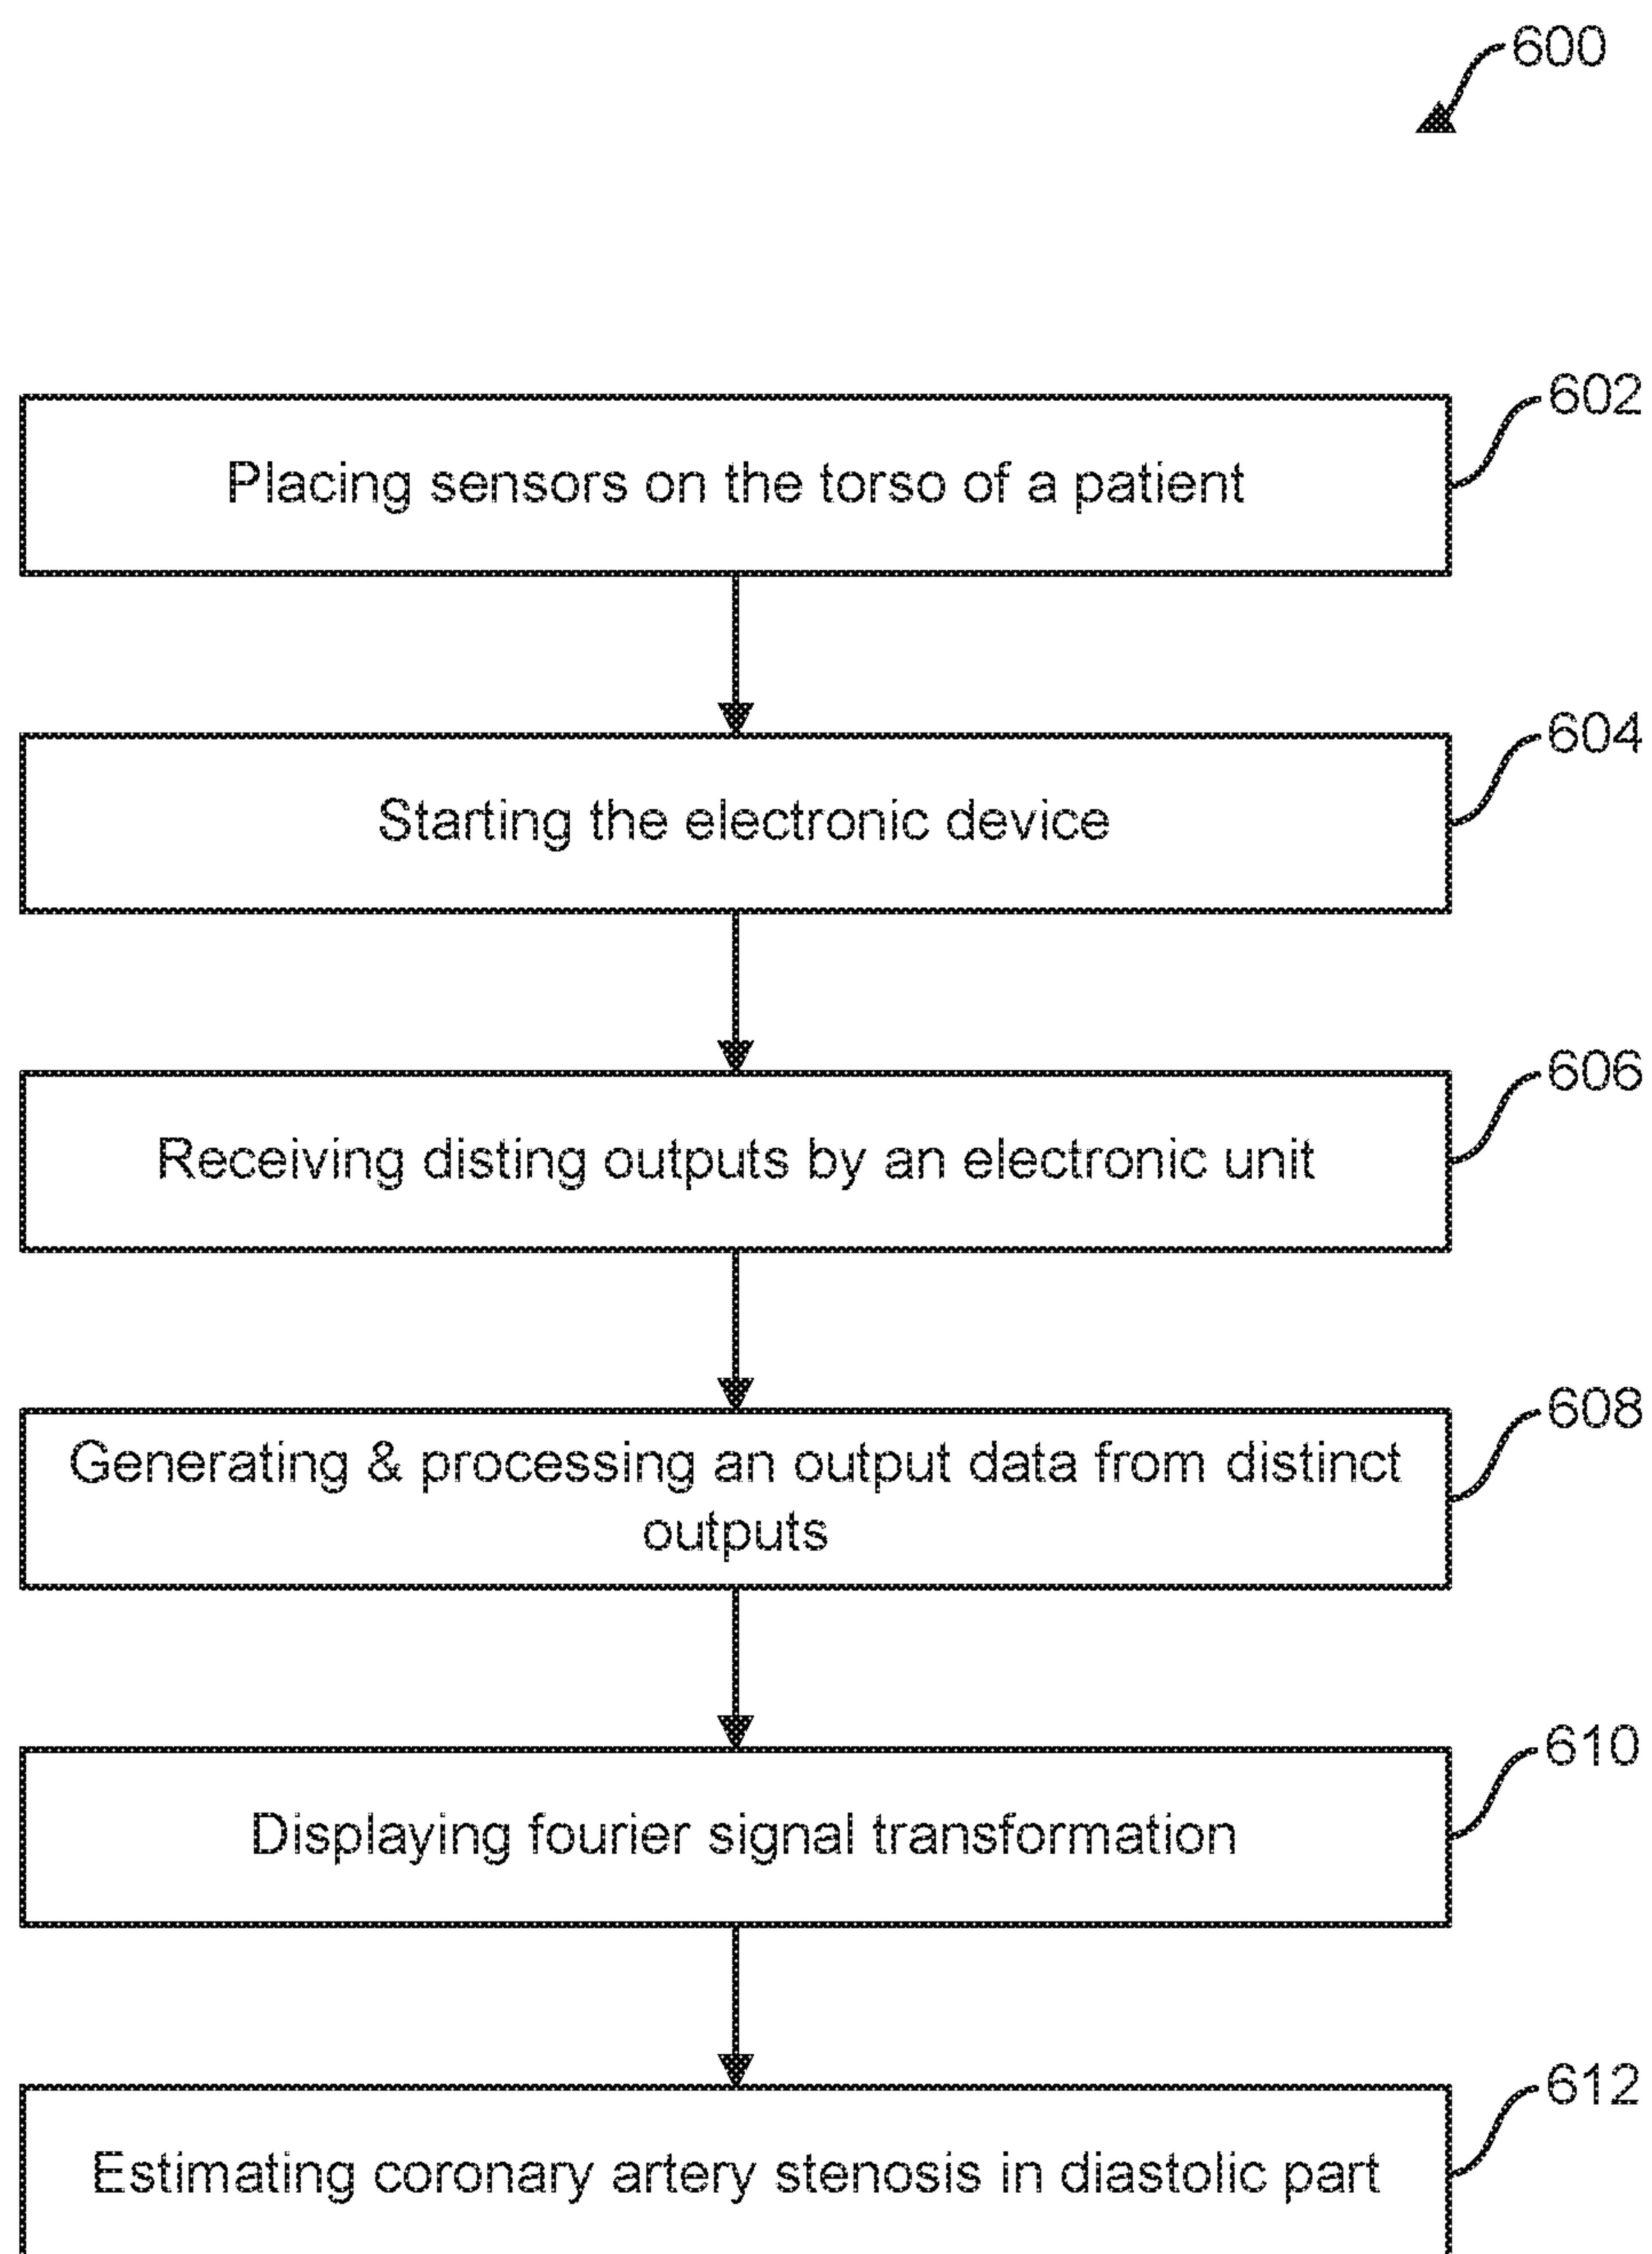 600
602
Placing sensors on the torso of a patient
604
Starting the electronic device
606
Receiving disting outputs by an electronic unit
608
Generating & processing an output data from distinct
outputs
610
Displaying fourier signal transformation
612
Estimating coronary artery stenosis in diastolic part